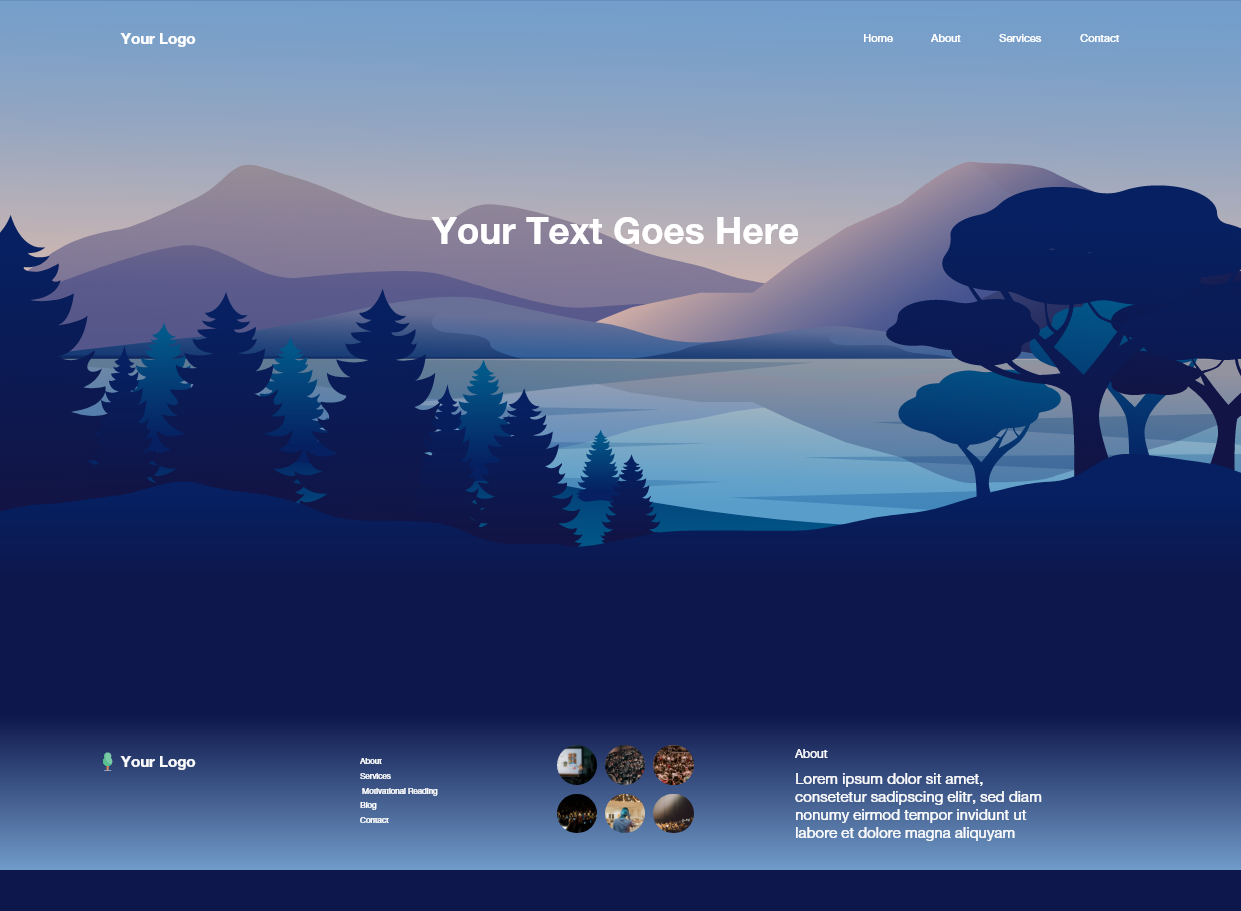 Your Logo
Home About Services Contact
Your Text Goes Here
Your Logo
About
Services
Motivational Reading
Blog
Contact
About
Lorem ipsum dolor sit amet,
consetetur sadipscing elitr, sed diam
nonumy eirmod tempor invidunt ut
labore et dolore magna aliquyam